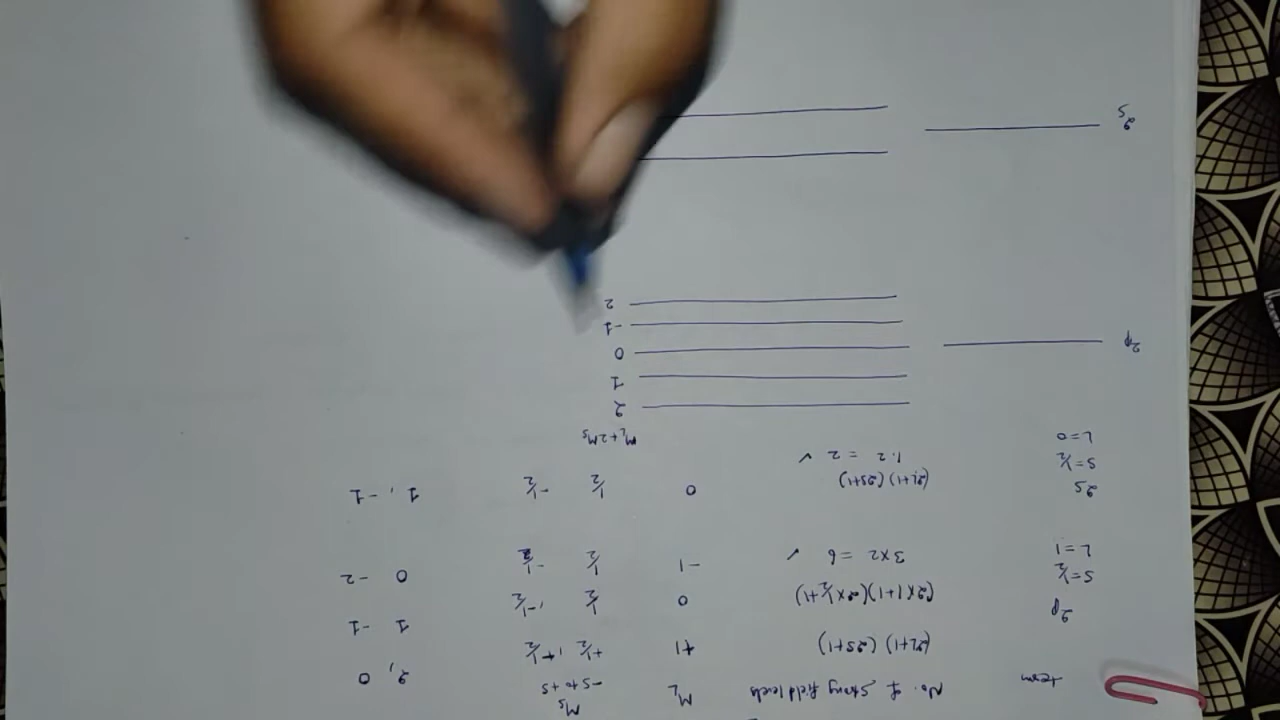 term No. of Strong field levels M_L M_S
-S to +S
(2L+1) (2S+1) +1 +½, -½ 2, 0
2p (2×1+1)(2×½+1) 0 ½, -½ 1 -1
S=½
L=1 3×2 = 6 ✓ -1 ½ -½ 0 -2
2s (2L+1) (2S+1) 0 ½ -½ 1, -1
S=½ 1·2 = 2 ✓
L=0 M_L+2M_S
2
1
2p 0
-1
2
2s